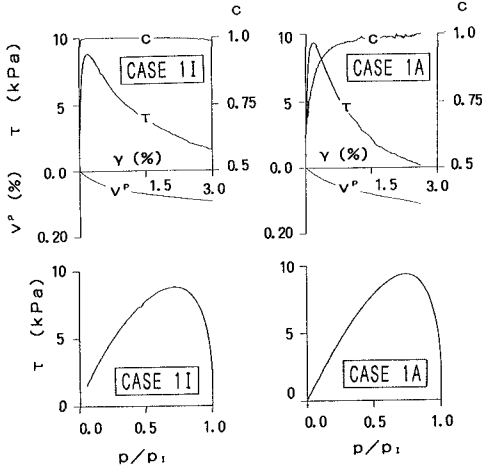 C
C
10
1.0
10
1.0
C
C
CASE 1I
CASE 1A
τ (kPa)
5
0.75
5
0.75
τ
τ
γ (%)
γ (%)
0.0
0.5
0.0
0.5
1.5
3.0
1.5
3.0
v^p (%)
v^p
v^p
0.20
0.20
10
10
τ (kPa)
5
5
CASE 1I
CASE 1A
0
0
0.0
0.5
1.0
0.0
0.5
1.0
p/p_I
p/p_I